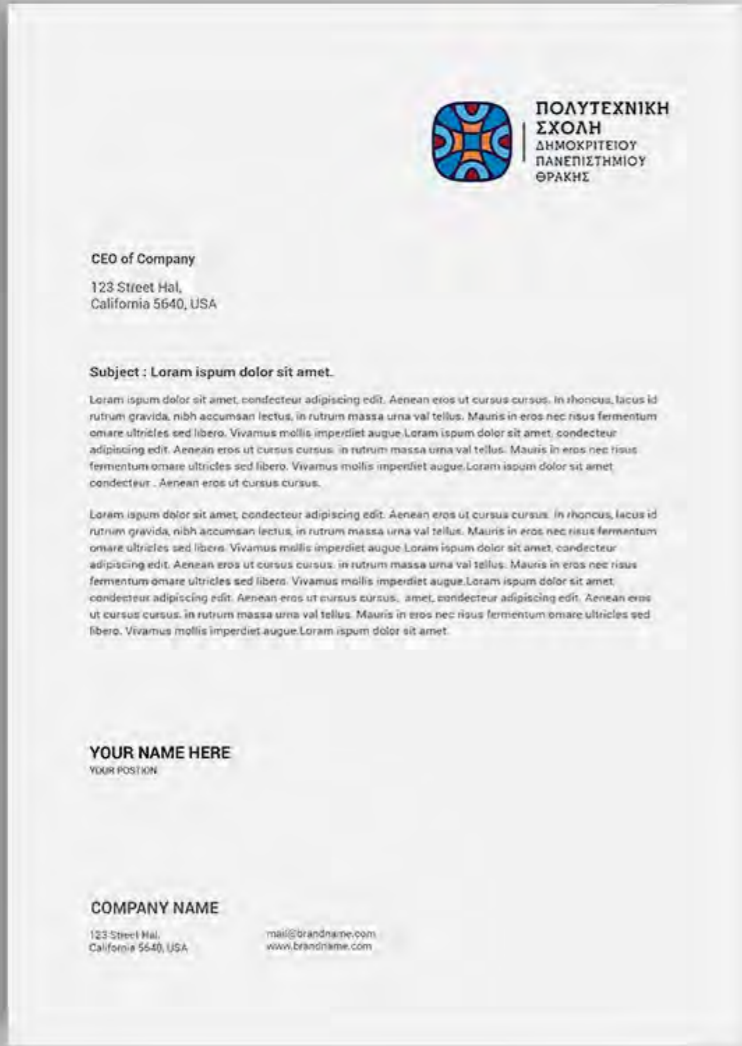 ΠΟΛΥΤΕΧΝΙΚΗ
ΣΧΟΛΗ
ΔΗΜΟΚΡΙΤΕΙΟΥ
ΠΑΝΕΠΙΣΤΗΜΙΟΥ
ΘΡΑΚΗΣ
CEO of Company
123 Street Hal,
California 5640, USA
Subject : Loram ispum dolor sit amet.
Loram ispum dolor sit amet, condecteur adipiscing edit. Aenean eros ut cursus cursus. In rhoncus, lacus id
rutrum gravida, nibh accumsan lectus, in rutrum massa urna val tellus. Mauris in eros nec risus fermentum
ornare ultricles sed libero. Vivamus mollis imperdiet augue.Loram ispum dolor sit amet, condecteur
adipiscing edit. Aenean eros ut cursus cursus. in rutrum massa urna val tellus. Mauris in eros nec risus
fermentum ornare ultricles sed libero. Vivamus mollis imperdiet augue.Loram ispum dolor sit amet,
condecteur . Aenean eros ut cursus cursus.
Loram ispum dolor sit amet, condecteur adipiscing edit. Aenean eros ut cursus cursus. In rhoncus, lacus id
rutrum gravida, nibh accumsan lectus, in rutrum massa urna val tellus. Mauris in eros nec risus fermentum
ornare ultricles sed libero. Vivamus mollis imperdiet augue.Loram ispum dolor sit amet, condecteur
adipiscing edit. Aenean eros ut cursus cursus. in rutrum massa urna val tellus. Mauris in eros nec risus
fermentum ornare ultricles sed libero. Vivamus mollis imperdiet augue.Loram ispum dolor sit amet,
condecteur adipiscing edit. Aenean eros ut cursus cursus. amet, condecteur adipiscing edit. Aenean eros
ut cursus cursus. in rutrum massa urna val tellus. Mauris in eros nec risus fermentum ornare ultricles sed
libero. Vivamus mollis imperdiet augue.Loram ispum dolor sit amet.
YOUR NAME HERE
YOUR POSTION
COMPANY NAME
123 Street Hal,
California 5640, USA
mail@brandname.com
www.brandname.com